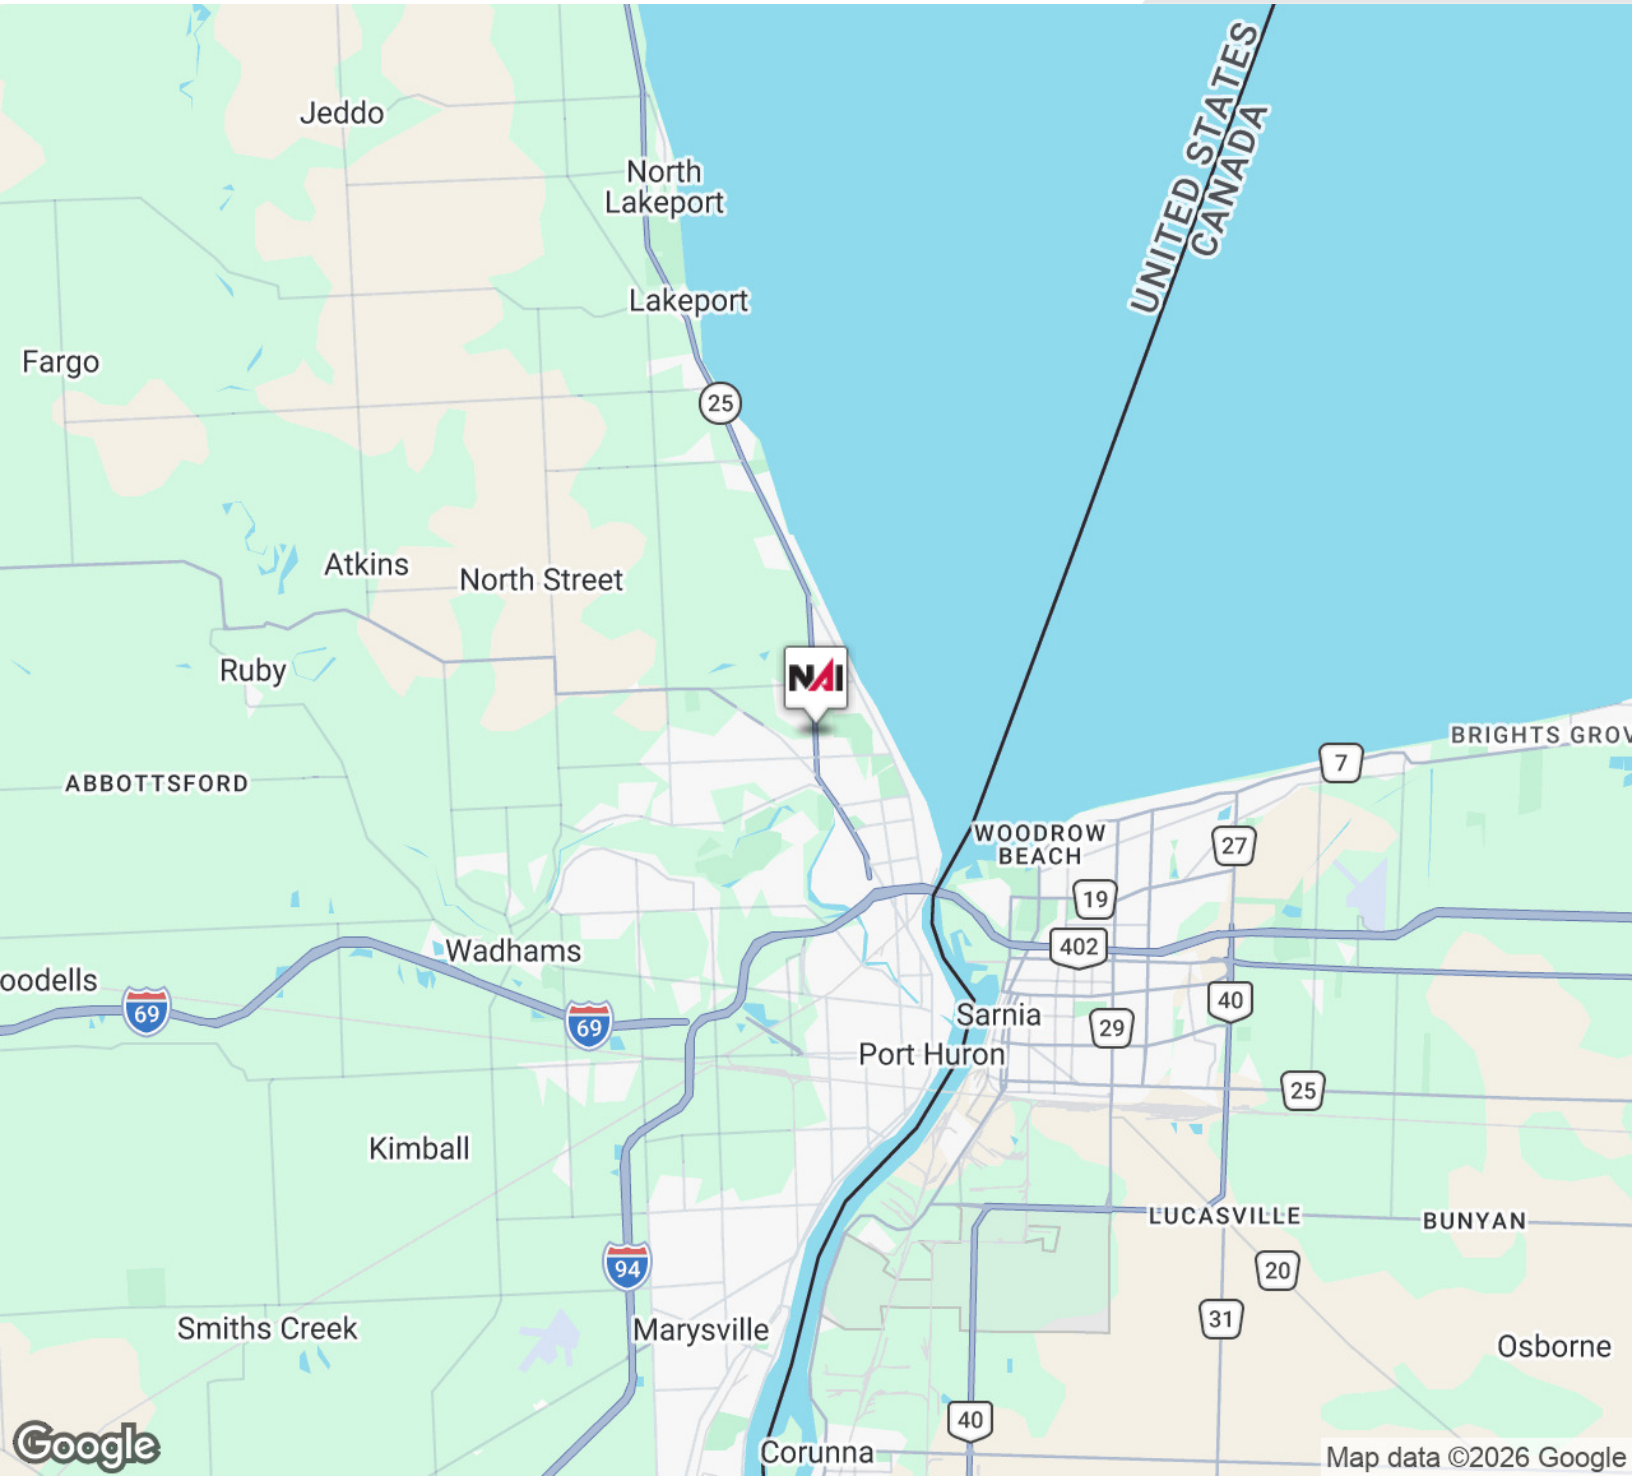 UNITED STATES
CANADA
Jeddo
North
Lakeport
Lakeport
Fargo
25
Atkins
North Street
Ruby
NAI
BRIGHTS GROV
7
ABBOTTSFORD
WOODROW
BEACH
27
19
402
Wadhams
oodells
69
69
40
Sarnia
29
Port Huron
25
Kimball
LUCASVILLE
BUNYAN
94
20
31
Smiths Creek
Marysville
Osborne
40
Google
Corunna
Map data ©2026 Google